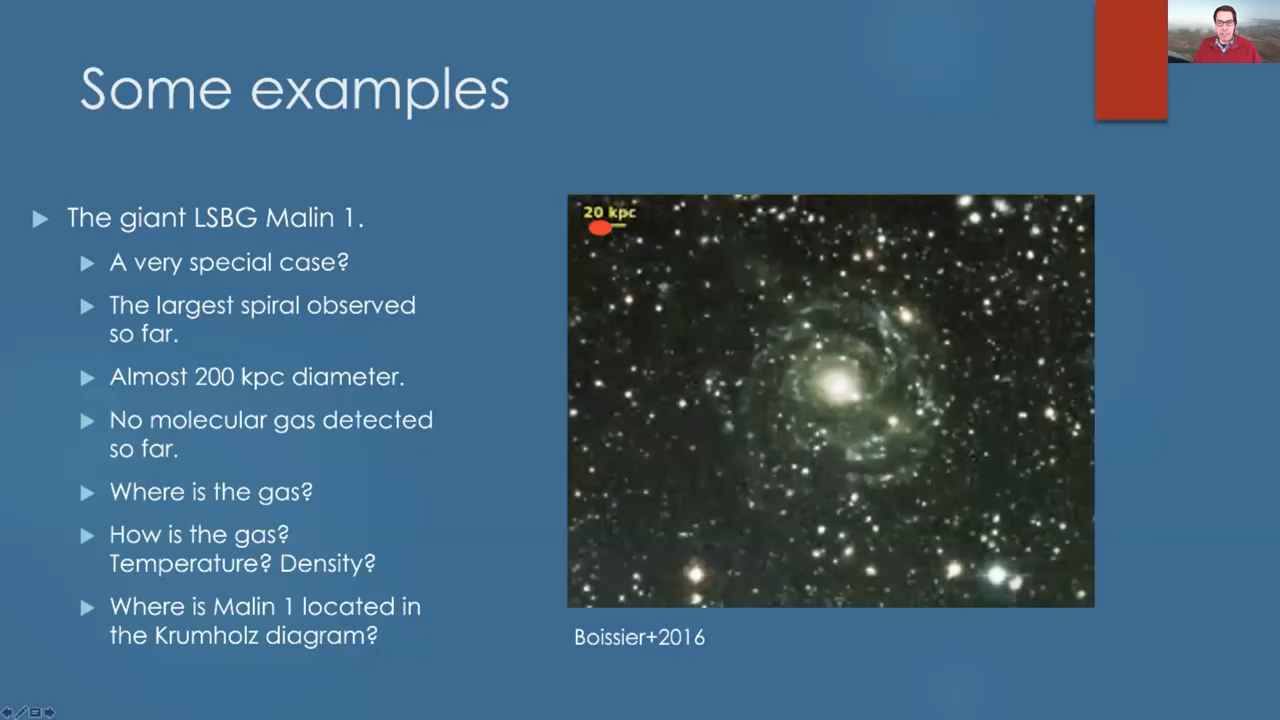 Some examples
The giant LSBG Malin 1.
A very special case?
The largest spiral observed
so far.
Almost 200 kpc diameter.
No molecular gas detected
so far.
Where is the gas?
How is the gas?
Temperature? Density?
Where is Malin 1 located in
the Krumholz diagram?
20 kpc
Boissier+2016